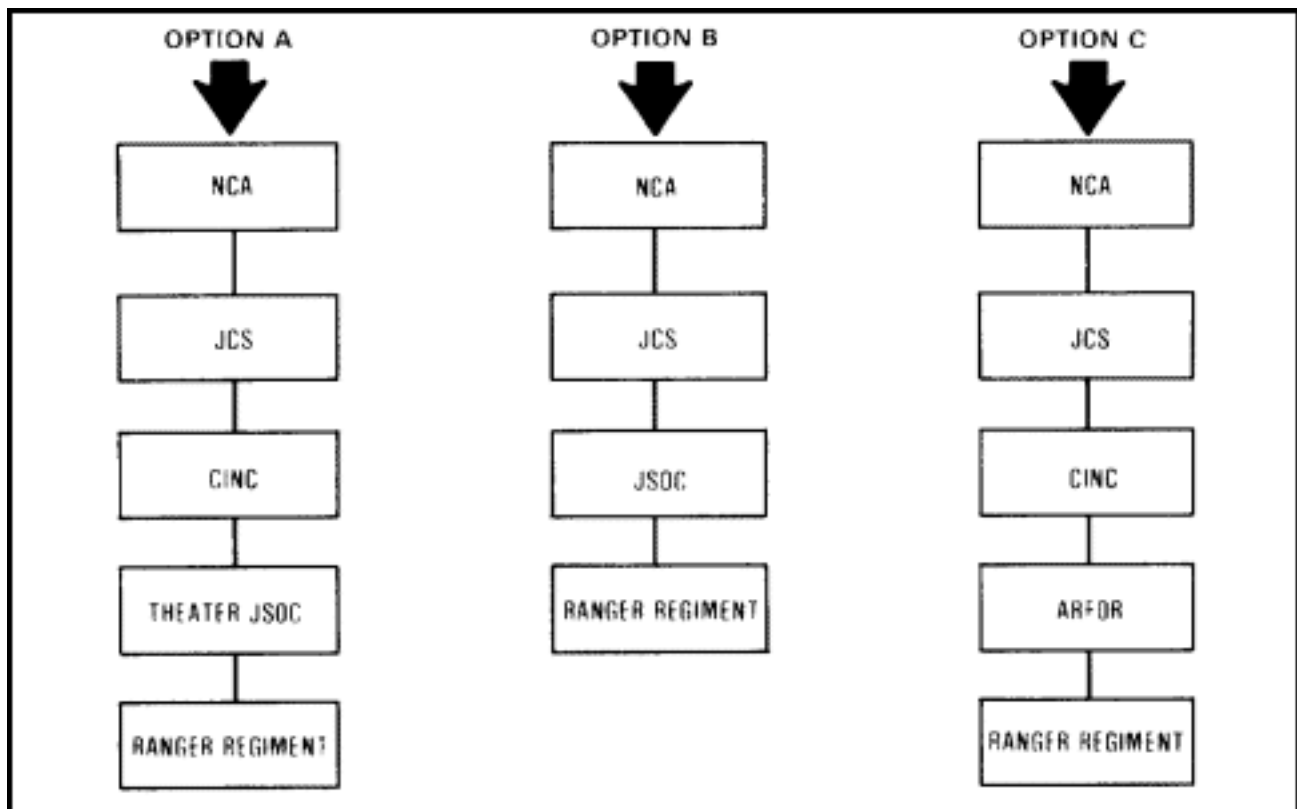 OPTION A
NCA
JCS
CINC
THEATER JSOC
RANGER REGIMENT
OPTION B
NCA
JCS
JSOC
RANGER REGIMENT
OPTION C
NCA
JCS
CINC
ARFOR
RANGER REGIMENT